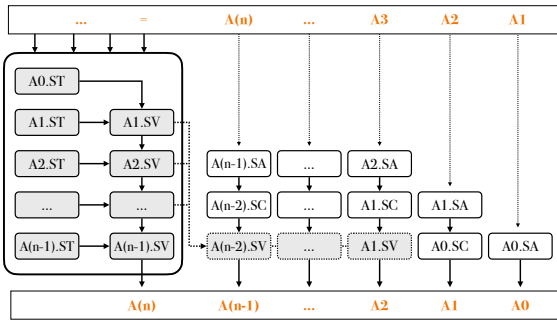 ... = A(n) ... A3 A2 A1
A0.ST
A1.ST A1.SV
A2.ST A2.SV A(n-1).SA ... A2.SA
... ... A(n-2).SC ... A1.SC A1.SA
A(n-1).ST A(n-1).SV A(n-2).SV ... A1.SV A0.SC A0.SA
A(n) A(n-1) ... A2 A1 A0